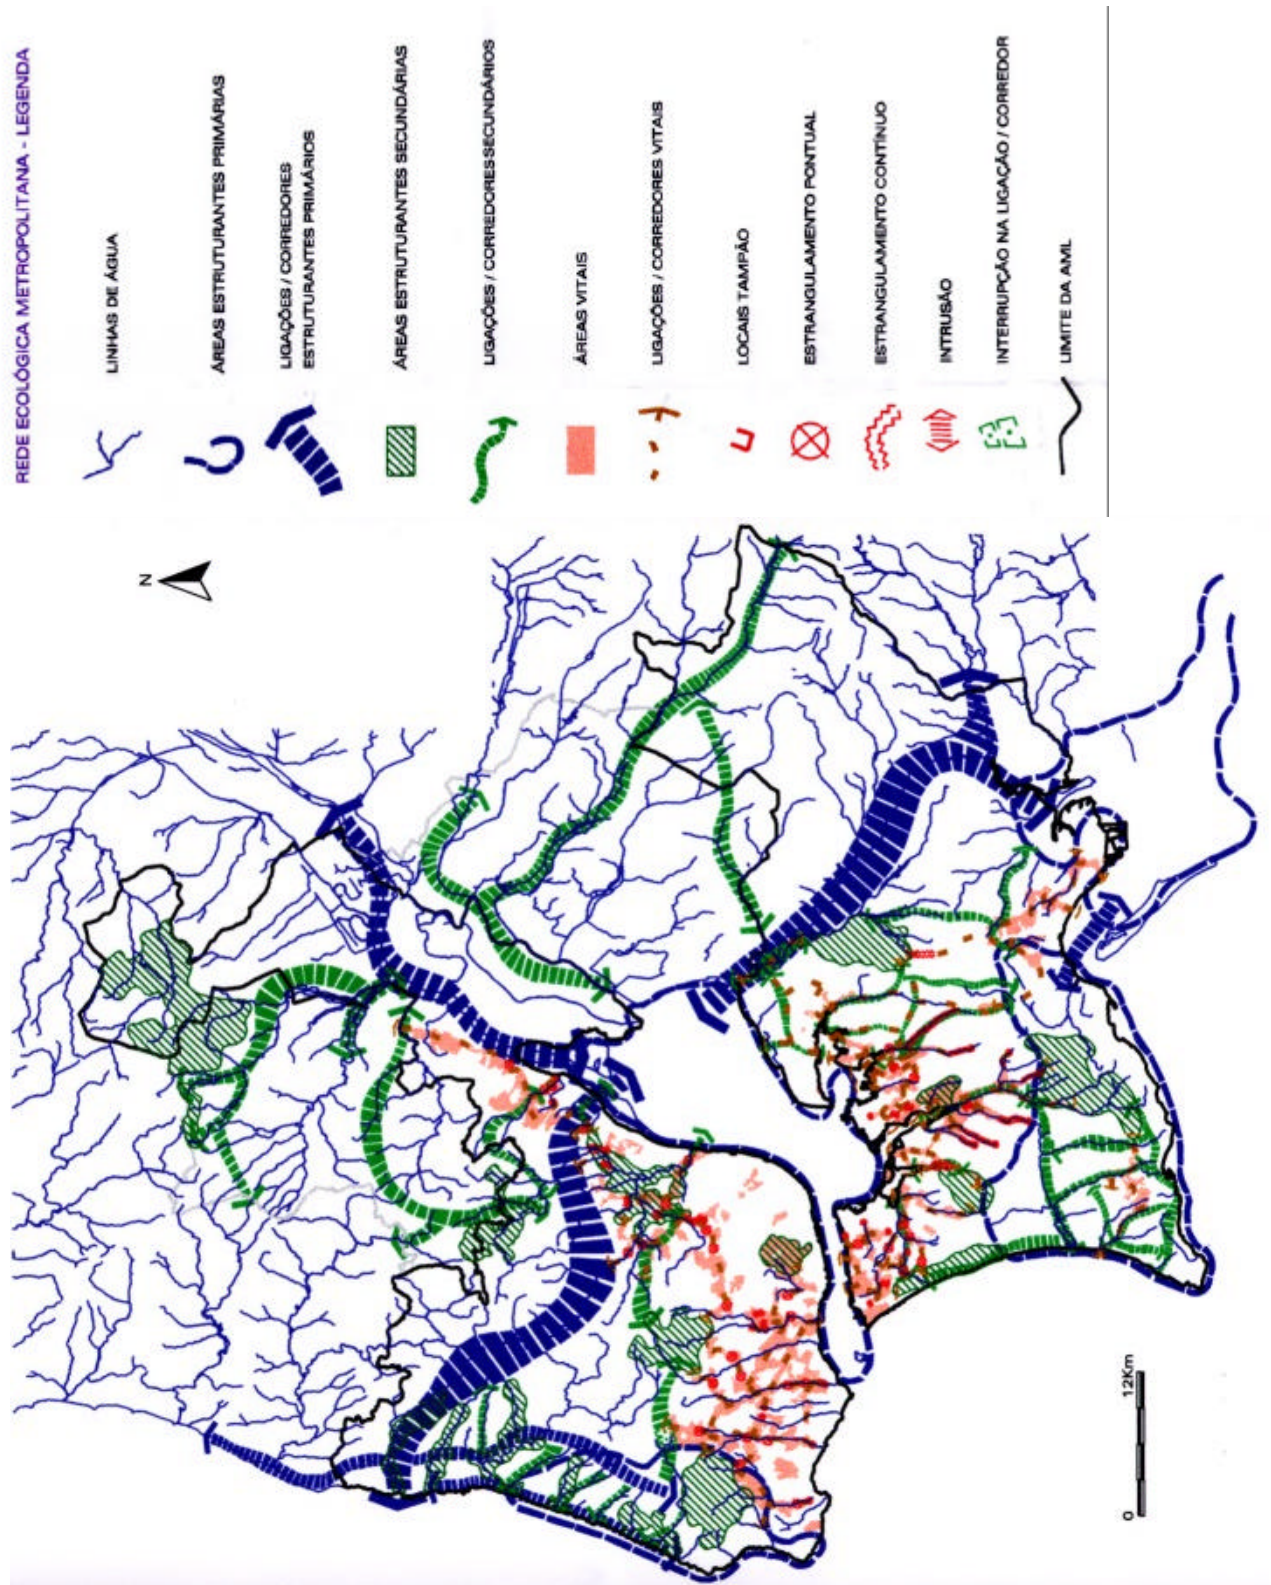 REDE ECOLÓGICA METROPOLITANA - LEGENDA
LINHAS DE ÁGUA
ÁREAS ESTRUTURANTES PRIMÁRIAS
LIGAÇÕES / CORREDORES
ESTRUTURANTES PRIMÁRIOS
ÁREAS ESTRUTURANTES SECUNDÁRIAS
LIGAÇÕES / CORREDORESSECUNDÁRIOS
ÁREAS VITAIS
LIGAÇÕES / CORREDORES VITAIS
LOCAIS TAMPÃO
ESTRANGULAMENTO PONTUAL
ESTRANGULAMENTO CONTÍNUO
INTRUSÃO
INTERRUPÇÃO NA LIGAÇÃO / CORREDOR
LIMITE DA AML
N
0 12Km